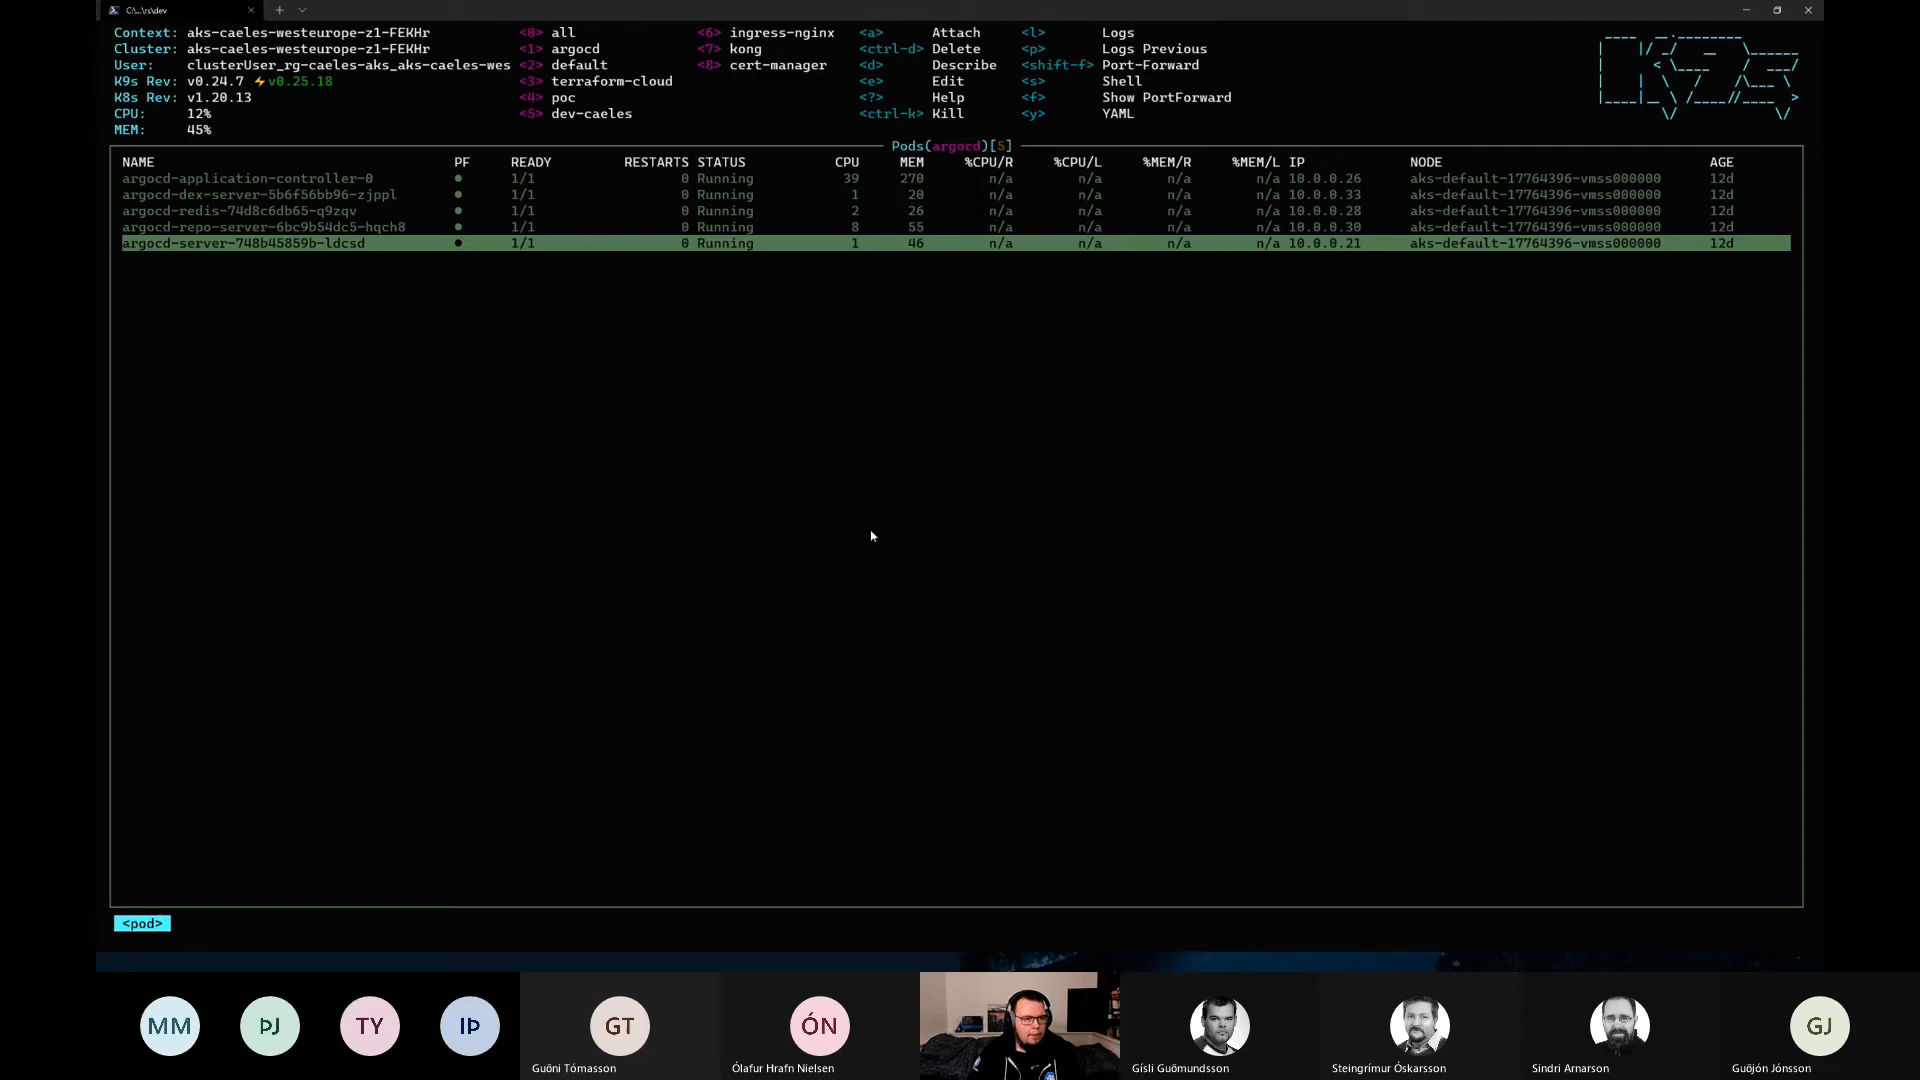 C:\...\rs\dev
Context: aks-caeles-westeurope-z1-FEKHr <0> all <6> ingress-nginx <a> Attach <l> Logs
Cluster: aks-caeles-westeurope-z1-FEKHr <1> argocd <7> kong <ctrl-d> Delete <p> Logs Previous
User: clusterUser_rg-caeles-aks_aks-caeles-wes <2> default <8> cert-manager <d> Describe <shift-f> Port-Forward
K9s Rev: v0.24.7 ⚡v0.25.18 <3> terraform-cloud <e> Edit <s> Shell
K8s Rev: v1.20.13 <4> poc <?> Help <f> Show PortForward
CPU: 12% <5> dev-caeles <ctrl-k> Kill <y> YAML
MEM: 45%
Pods(argocd)[5]
NAME PF READY RESTARTS STATUS CPU MEM %CPU/R %CPU/L %MEM/R %MEM/L IP NODE AGE
argocd-application-controller-0 ● 1/1 0 Running 39 270 n/a n/a n/a n/a 10.0.0.26 aks-default-17764396-vmss000000 12d
argocd-dex-server-5b6f56bb96-zjppl ● 1/1 0 Running 1 20 n/a n/a n/a n/a 10.0.0.33 aks-default-17764396-vmss000000 12d
argocd-redis-74d8c6db65-q9zqv ● 1/1 0 Running 2 26 n/a n/a n/a n/a 10.0.0.28 aks-default-17764396-vmss000000 12d
argocd-repo-server-6bc9b54dc5-hqch8 ● 1/1 0 Running 8 55 n/a n/a n/a n/a 10.0.0.30 aks-default-17764396-vmss000000 12d
argocd-server-748b45859b-ldcsd ● 1/1 0 Running 1 46 n/a n/a n/a n/a 10.0.0.21 aks-default-17764396-vmss000000 12d
<pod>
MM ÞJ TY IÞ GT ÓN GJ
Guðni Tómasson Ólafur Hrafn Nielsen Gísli Guðmundsson Steingrímur Óskarsson Sindri Arnarson Guðjón Jónsson